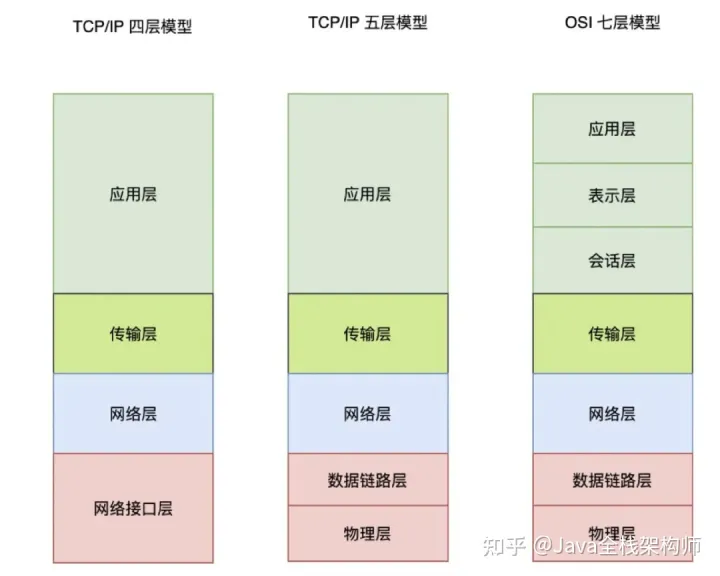 TCP/IP 四层模型
应用层
传输层
网络层
网络接口层
TCP/IP 五层模型
应用层
传输层
网络层
数据链路层
物理层
OSI 七层模型
应用层
表示层
会话层
传输层
网络层
数据链路层
物理层
知乎 @Java全栈架构师